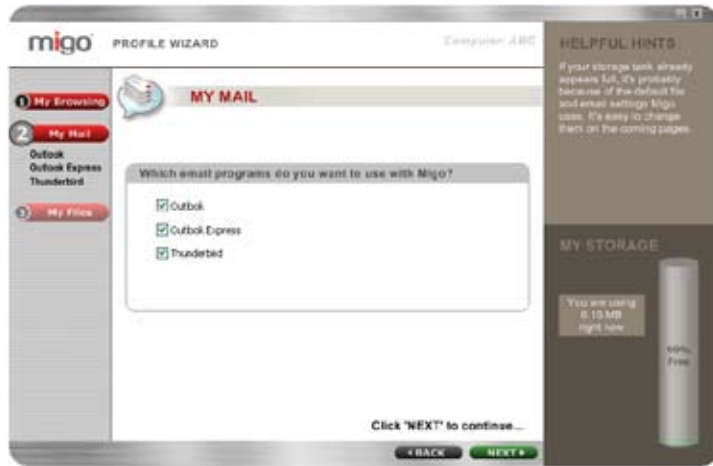 migo PROFILE WIZARD
Computer ABC
1 My Browsing
2 My Mail
Outlook
Outlook Express
Thunderbird
3 My Files
MY MAIL
Which email programs do you want to use with Migo?
Outlook
Outlook Express
Thunderbird
Click 'NEXT' to continue...
BACK
NEXT
HELPFUL HINTS
If your storage tank already
appears full, it's probably
because of the default file
and email settings Migo
uses. It's easy to change
them on the coming pages.
MY STORAGE
You are using
MB
right now
Free